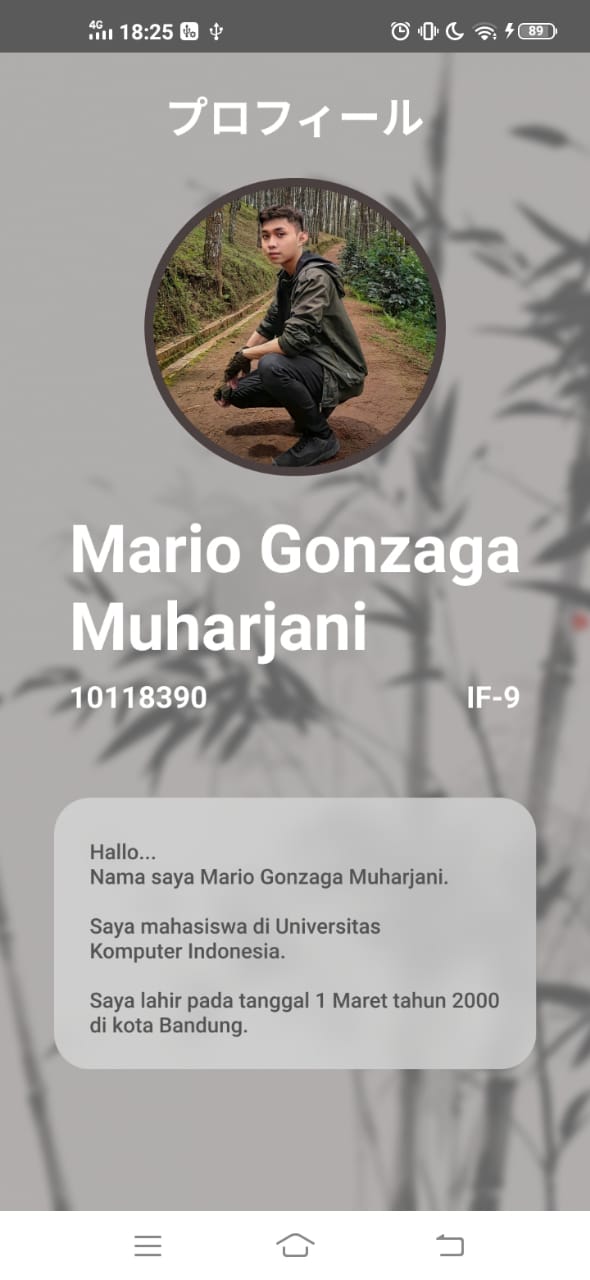 4G 18:25 89
プロフィール
Mario Gonzaga
Muharjani
10118390 IF-9
Hallo...
Nama saya Mario Gonzaga Muharjani.
Saya mahasiswa di Universitas
Komputer Indonesia.
Saya lahir pada tanggal 1 Maret tahun 2000
di kota Bandung.